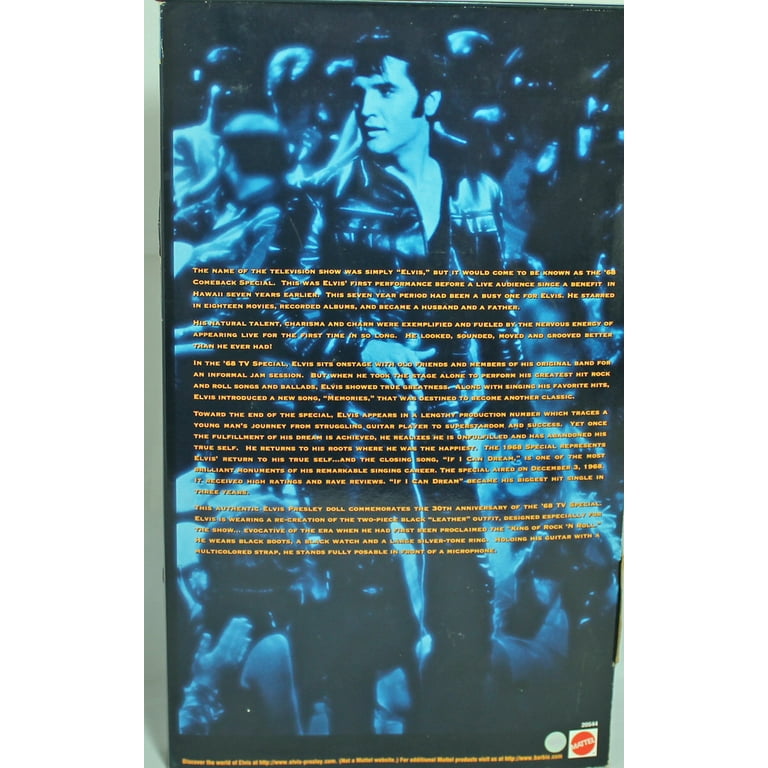 The name of the television show was simply "Elvis," but it would come to be known as the '68
Comeback Special. This was Elvis' first performance before a live audience since a benefit in
Hawaii seven years earlier! This seven year period had been a busy one for Elvis. He starred
in eighteen movies, recorded albums, and became a husband and a father.
His natural talent, charisma and charm were exemplified and fueled by the nervous energy of
appearing live for the first time in so long. He looked, sounded, moved and grooved better
than he ever had!
In the '68 TV Special, Elvis sits onstage with old friends and members of his original band for
an informal jam session. But when he took the stage alone to perform his greatest hit rock
and roll songs and ballads, Elvis showed true greatness. Along with singing his favorite hits,
Elvis introduced a new song, "Memories," that was destined to become another classic.
Toward the end of the special, Elvis appears in a lengthy production number which traces a
young man's journey from struggling guitar player to superstardom and success. Yet once
the fulfillment of his dream is achieved, he realizes he is unfulfilled and has abandoned his
true self. He returns to his roots where he was the happiest. The 1968 Special represents
Elvis' return to his true self...and the closing song, "If I Can Dream," is one of the most
brilliant monuments of his remarkable singing career. The special aired on December 3, 1968.
It received high ratings and rave reviews. "If I Can Dream" became his biggest hit single in
three years.
This authentic Elvis Presley doll commemorates the 30th anniversary of the '68 TV Special.
Elvis is wearing a re-creation of the two-piece black "leather" outfit, designed especially for
the show... evocative of the era when he had first been proclaimed the "King of Rock 'N Roll."
He wears black boots, a black watch and a large silver-tone ring. Holding his guitar with a
multicolored strap, he stands fully posable in front of a microphone.
20544
MATTEL
Discover the world of Elvis at http://www.elvis-presley.com. (Not a Mattel website.) For additional Mattel products visit us at http://www.barbie.com